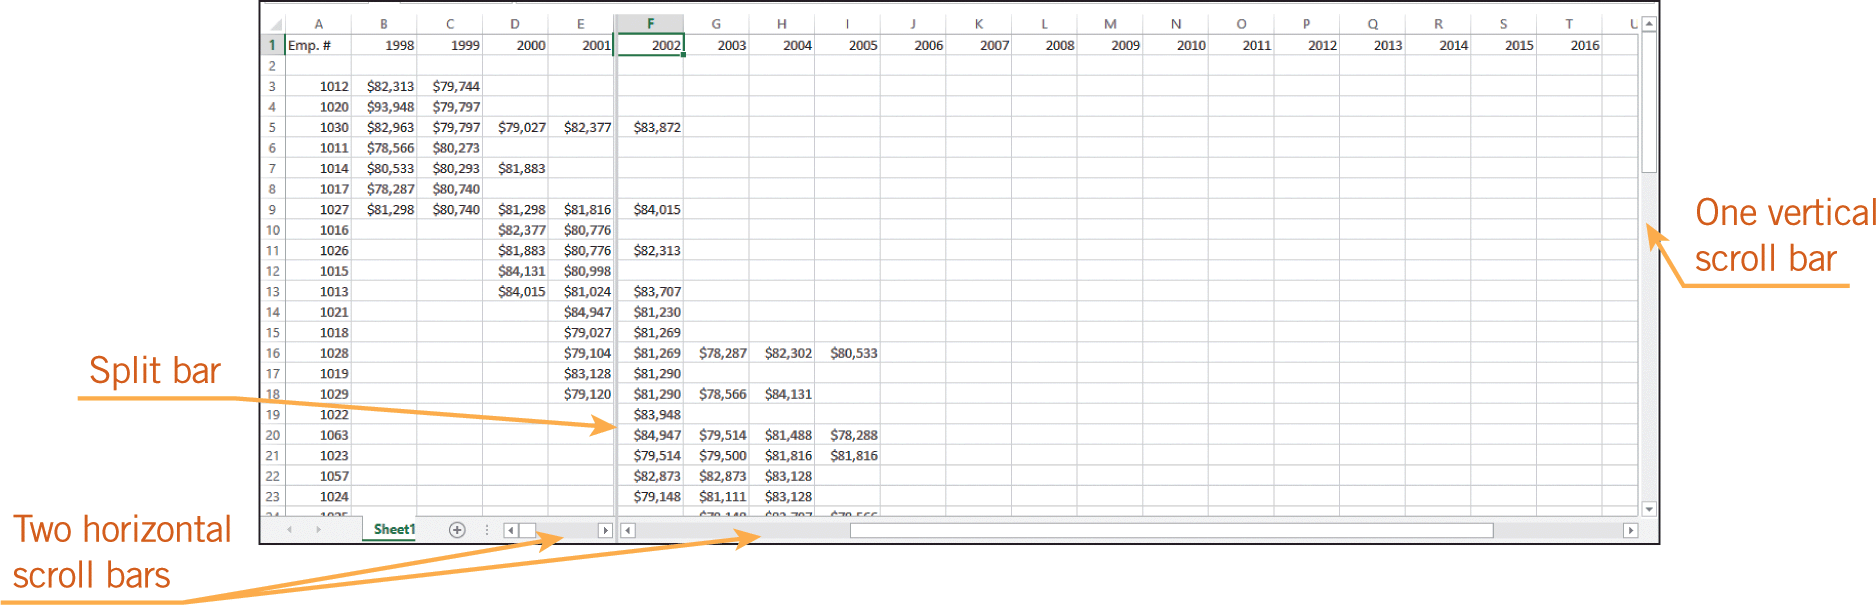 A B C D E F G H I J K L M N O P Q R S T U
1 Emp. # 1998 1999 2000 2001 2002 2003 2004 2005 2006 2007 2008 2009 2010 2011 2012 2013 2014 2015 2016
2
3 1012 $82,313 $79,744
4 1020 $93,948 $79,797
5 1030 $82,963 $79,797 $79,027 $82,377 $83,872
6 1011 $78,566 $80,273
7 1014 $80,533 $80,293 $81,883
8 1017 $78,287 $80,740
9 1027 $81,298 $80,740 $81,298 $81,816 $84,015
10 1016 $82,377 $80,776
11 1026 $81,883 $80,776 $82,313
12 1015 $84,131 $80,998
13 1013 $84,015 $81,024 $83,707
14 1021 $84,947 $81,230
15 1018 $79,027 $81,269
16 1028 $79,104 $81,269 $78,287 $82,302 $80,533
17 1019 $83,128 $81,290
18 1029 $79,120 $81,290 $78,566 $84,131
19 1022 $83,948
20 1063 $84,947 $79,514 $81,488 $78,288
21 1023 $79,514 $79,500 $81,816 $81,816
22 1057 $82,873 $82,873 $83,128
23 1024 $79,148 $81,111 $83,128
Sheet1
One vertical
scroll bar
Split bar
Two horizontal
scroll bars